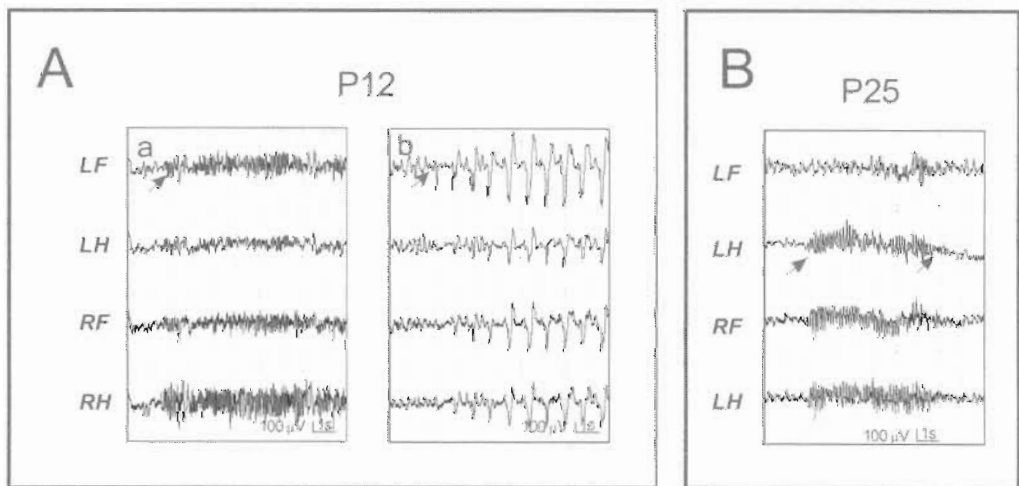 A
P12
a
b
LF
LH
RF
RH
100 µV 1s
100 µV 1s
B
P25
LF
LH
RF
LH
100 µV 1s